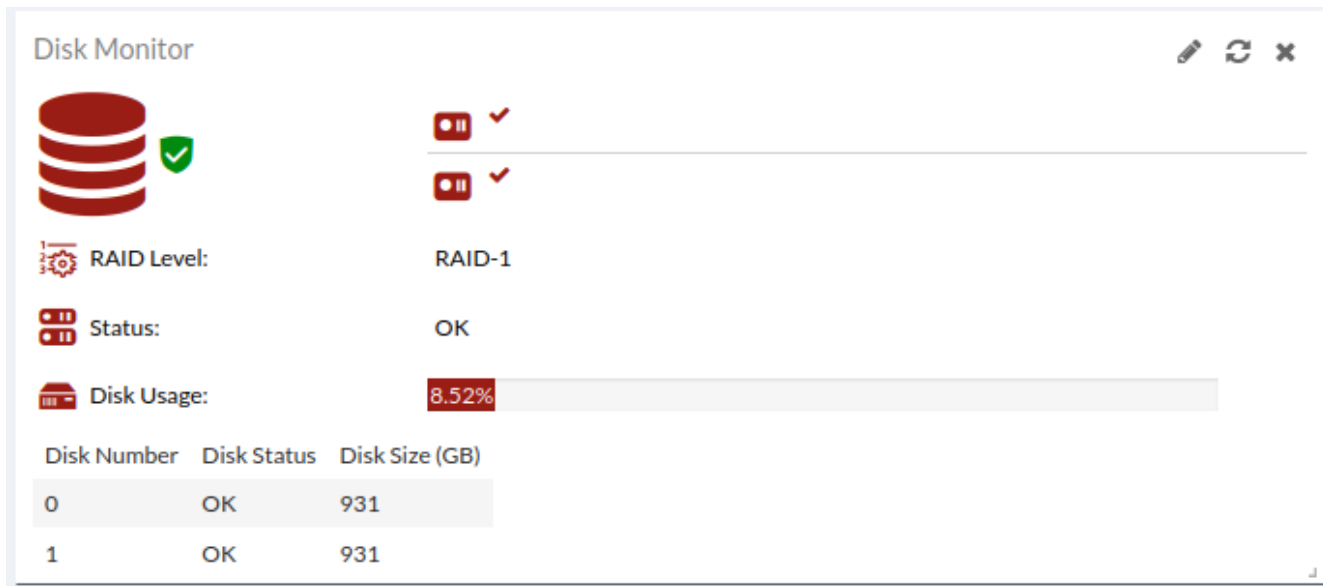 Disk Monitor
RAID Level: RAID-1
Status: OK
Disk Usage: 8.52%
Disk Number Disk Status Disk Size (GB)
0 OK 931
1 OK 931